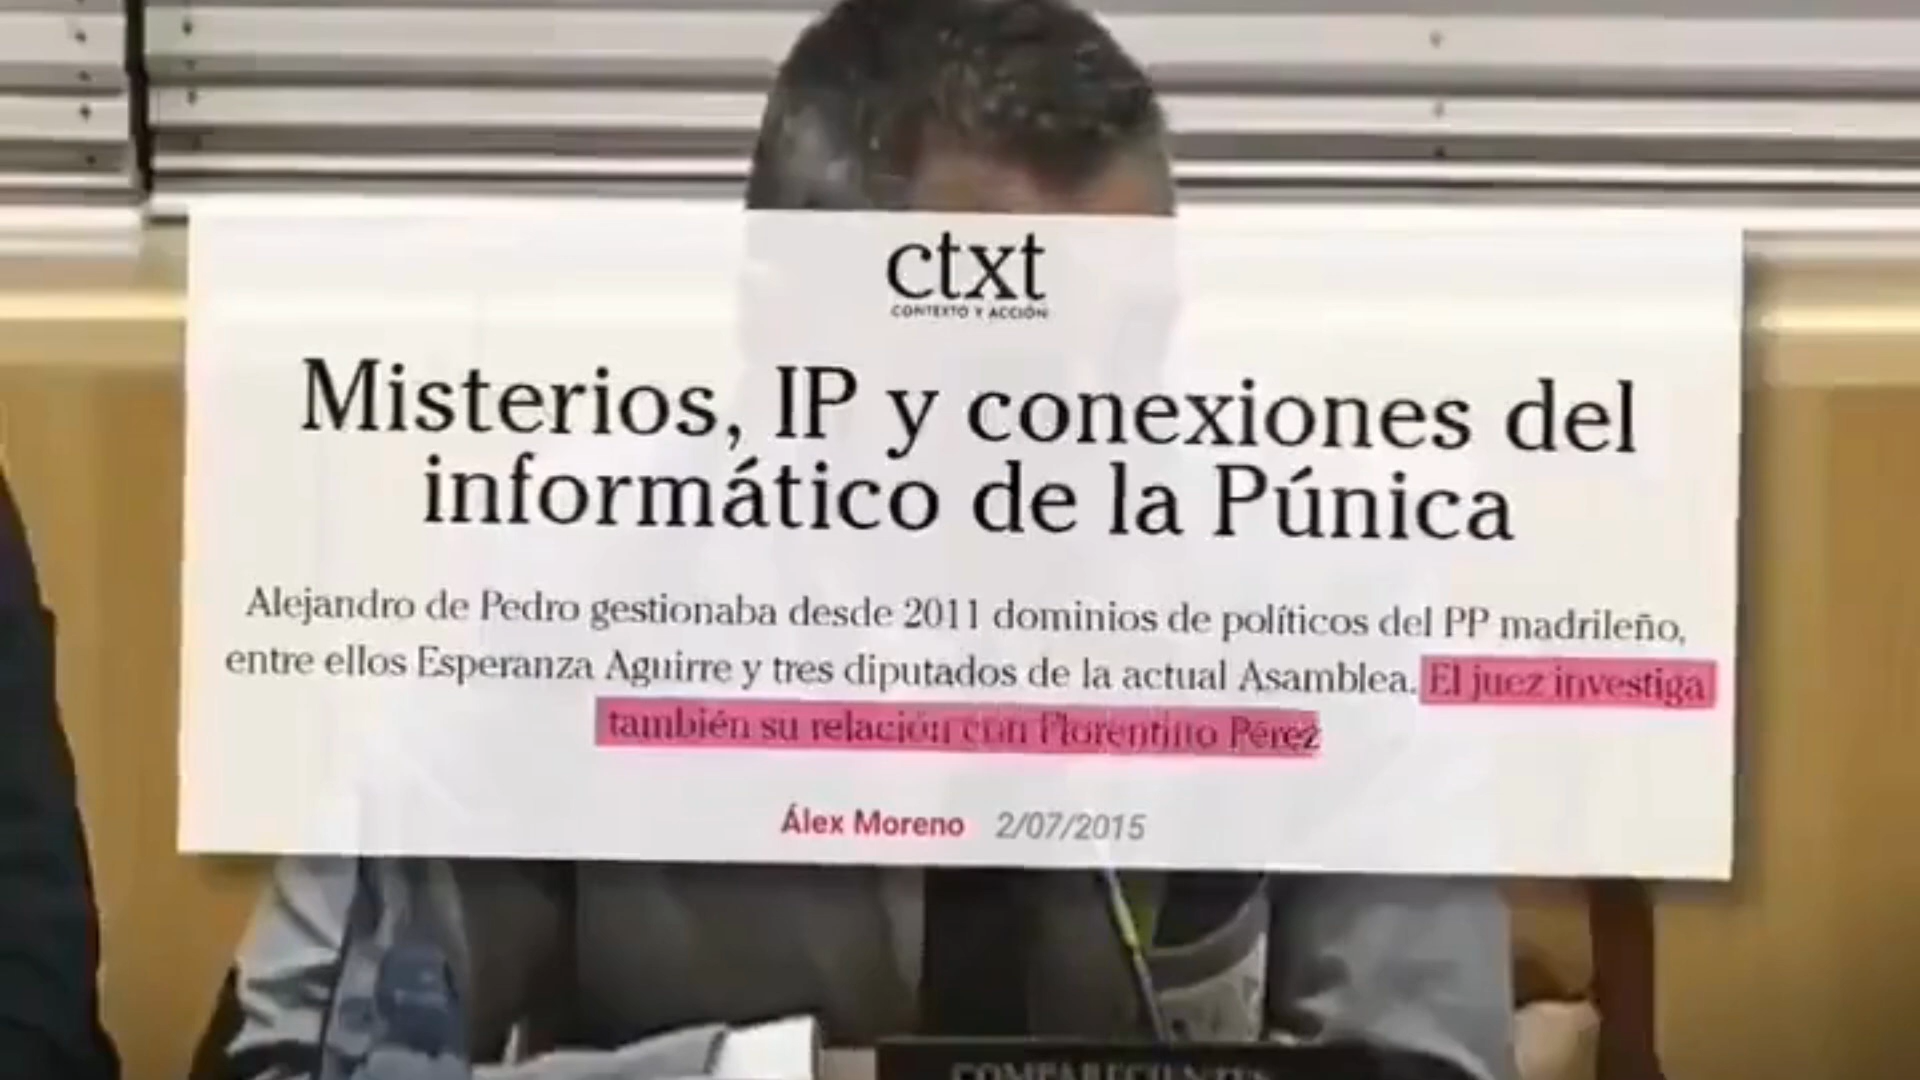 ctxt
CONTEXTO Y ACCIÓN
Misterios, IP y conexiones del
informático de la Púnica
Alejandro de Pedro gestionaba desde 2011 dominios de políticos del PP madrileño,
entre ellos Esperanza Aguirre y tres diputados de la actual Asamblea. El juez investiga
también su relación con Florentino Pérez
Álex Moreno 2/07/2015